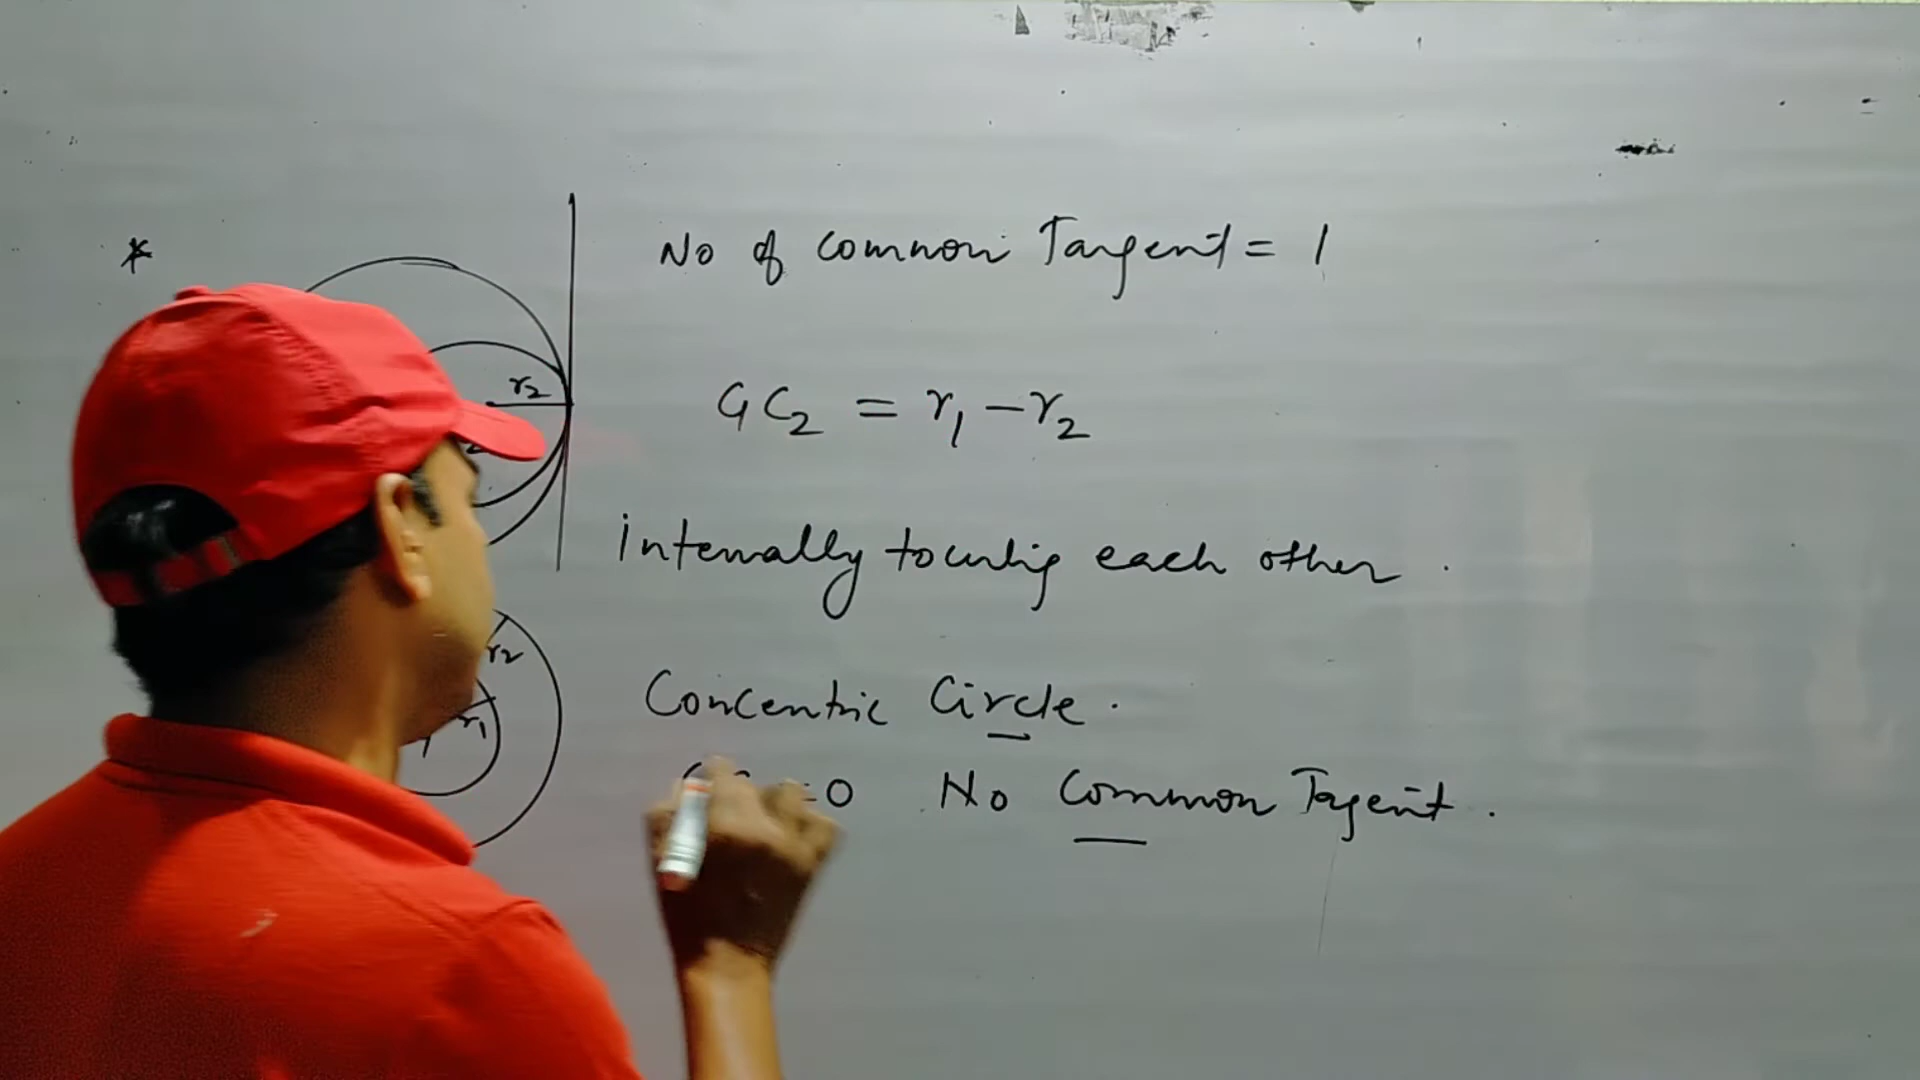 *
No of common Tangent = 1
r2
C1C2 = r1 - r2
2
internally touching each other .
r2
Concentric Circle .
r1
=0 No Common Tangent .